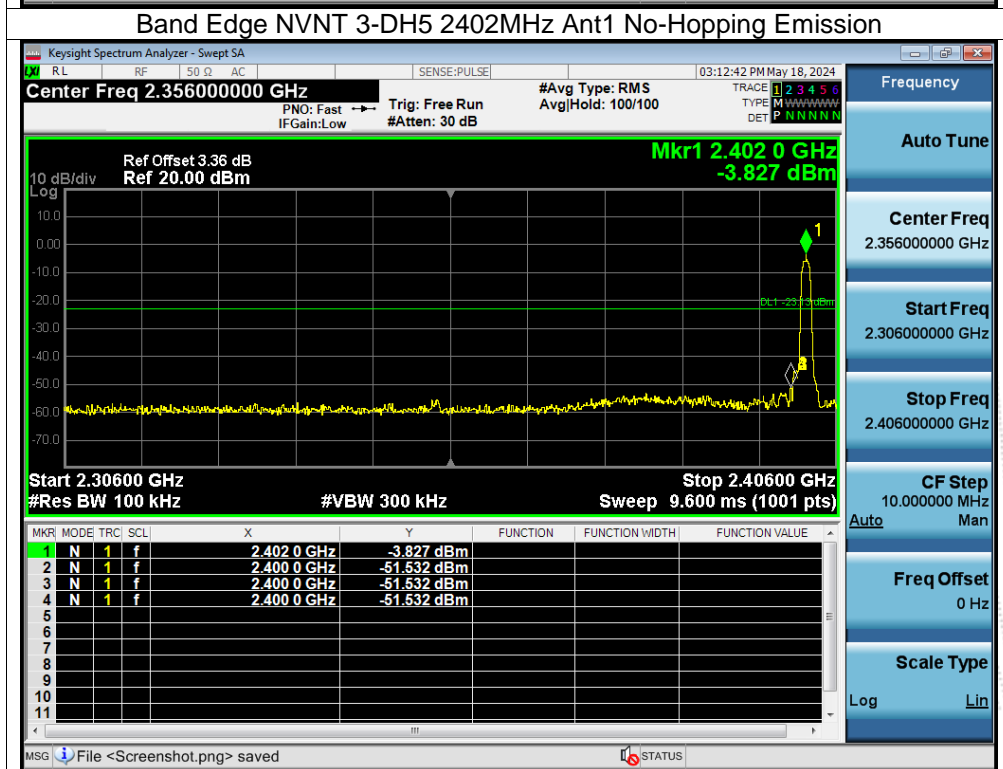 Band Edge NVNT 3-DH5 2402MHz Ant1 No-Hopping Emission
Keysight Spectrum Analyzer - Swept SA
LXI RL RF 50 Ω AC SENSE:PULSE 03:12:42 PM May 18, 2024
Center Freq 2.356000000 GHz #Avg Type: RMS TRACE 1 2 3 4 5 6
PNO: Fast Trig: Free Run Avg|Hold: 100/100 TYPE M WWWWW
IFGain:Low #Atten: 30 dB DET P N N N N N
Frequency
Auto Tune
Center Freq
2.356000000 GHz
Start Freq
2.306000000 GHz
Stop Freq
2.406000000 GHz
CF Step
10.000000 MHz
Auto Man
Freq Offset
0 Hz
Scale Type
Log Lin
Mkr1 2.402 0 GHz
-3.827 dBm
Ref Offset 3.36 dB
10 dB/div Ref 20.00 dBm
Log
10.0
0.00
-10.0
-20.0
-30.0
-40.0
-50.0
-60.0
-70.0
1
DL1 -23.13 dBm
Start 2.30600 GHz Stop 2.40600 GHz
#Res BW 100 kHz #VBW 300 kHz Sweep 9.600 ms (1001 pts)
MKR MODE TRC SCL X Y FUNCTION FUNCTION WIDTH FUNCTION VALUE
1 N 1 f 2.402 0 GHz -3.827 dBm
2 N 1 f 2.400 0 GHz -51.532 dBm
3 N 1 f 2.400 0 GHz -51.532 dBm
4 N 1 f 2.400 0 GHz -51.532 dBm
5
6
7
8
9
10
11
MSG File <Screenshot.png> saved STATUS